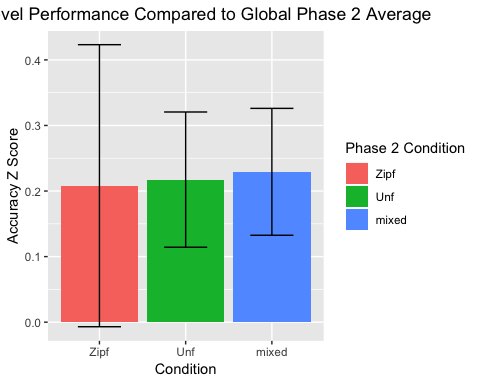 vel Performance Compared to Global Phase 2 Average
Accuracy Z Score
0.4
0.3
0.2
0.1
0.0
Zipf
Unf
mixed
Condition
Phase 2 Condition
Zipf
Unf
mixed